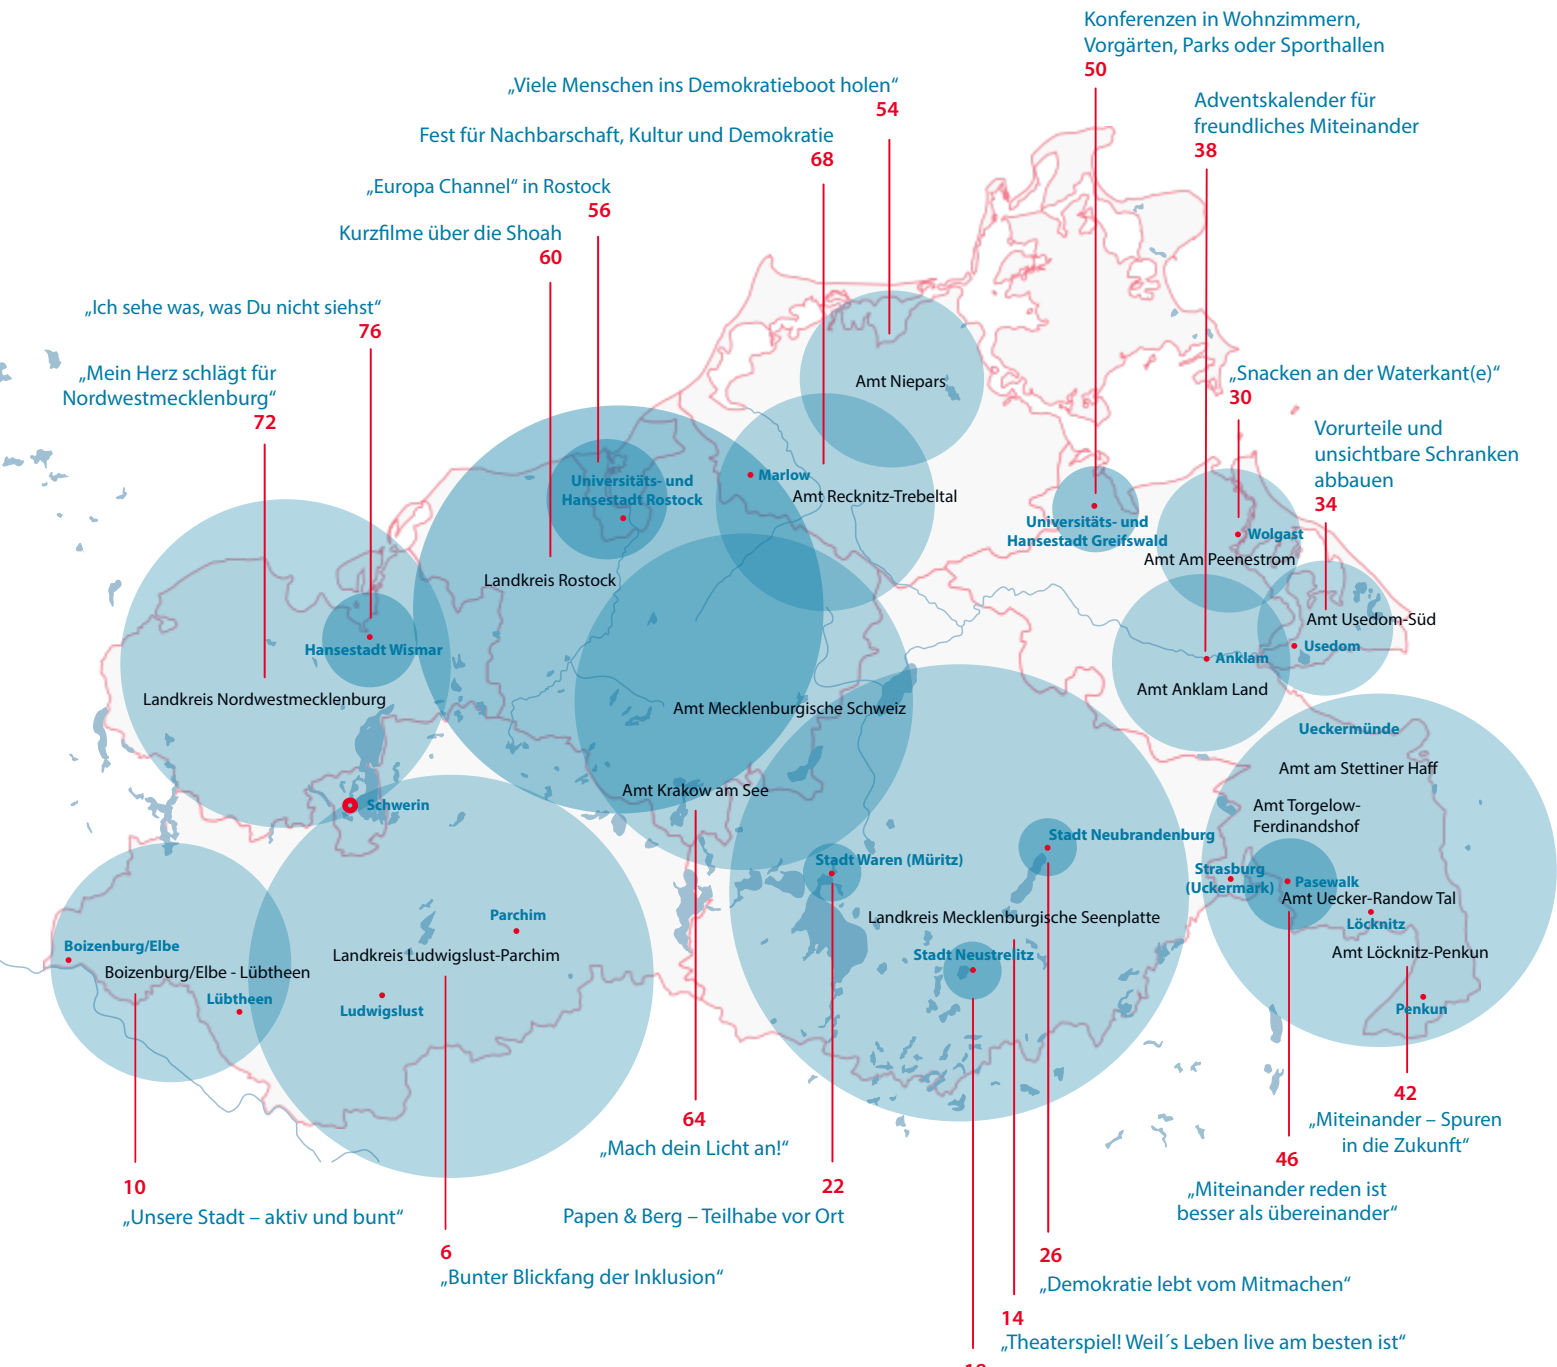 Konferenzen in Wohnzimmern,
Vorgärten, Parks oder Sporthallen
50
„Viele Menschen ins Demokratieboot holen“
54
Adventskalender für
freundliches Miteinander
38
Fest für Nachbarschaft, Kultur und Demokratie
68
„Europa Channel“ in Rostock
56
Kurzfilme über die Shoah
60
„Ich sehe was, was Du nicht siehst“
76
„Mein Herz schlägt für
Nordwestmecklenburg“
72
„Snacken an der Waterkant(e)“
30
Vorurteile und
unsichtbare Schranken
abbauen
34
Amt Niepars
Marlow
Amt Recknitz-Trebeltal
Universitäts- und
Hansestadt Rostock
Landkreis Rostock
Universitäts- und
Hansestadt Greifswald
Wolgast
Amt Am Peenestrom
Amt Usedom-Süd
Usedom
Anklam
Amt Anklam Land
Hansestadt Wismar
Landkreis Nordwestmecklenburg
Amt Mecklenburgische Schweiz
Ueckermünde
Amt am Stettiner Haff
Amt Krakow am See
Schwerin
Amt Torgelow-
Ferdinandshof
Stadt Neubrandenburg
Stadt Waren (Müritz)
Strasburg
(Uckermark)
Pasewalk
Amt Uecker-Randow Tal
Löcknitz
Parchim
Landkreis Mecklenburgische Seenplatte
Boizenburg/Elbe
Landkreis Ludwigslust-Parchim
Stadt Neustrelitz
Amt Löcknitz-Penkun
Boizenburg/Elbe - Lübtheen
Lübtheen
Ludwigslust
Penkun
42
„Miteinander – Spuren
in die Zukunft“
64
„Mach dein Licht an!“
46
„Miteinander reden ist
besser als übereinander“
10
„Unsere Stadt – aktiv und bunt“
22
Papen & Berg – Teilhabe vor Ort
6
„Bunter Blickfang der Inklusion“
26
„Demokratie lebt vom Mitmachen“
14
„Theaterspiel! Weil´s Leben live am besten ist“